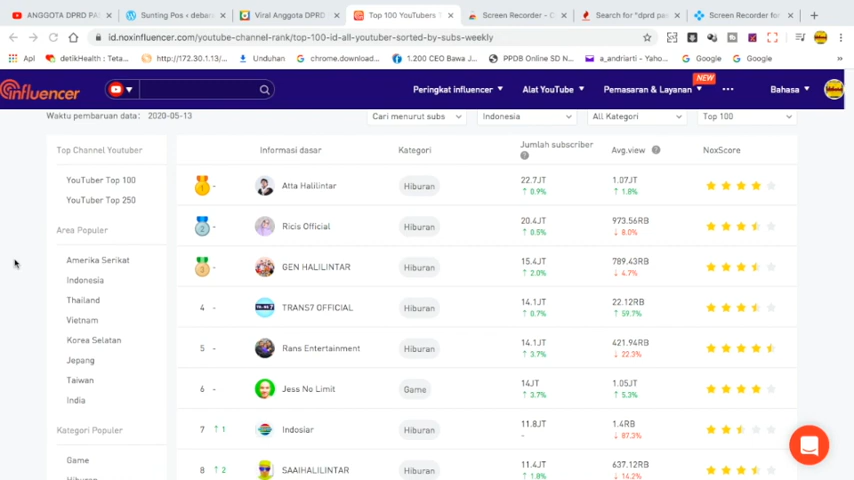 ANGGOTA DPRD PA
Sunting Pos ‹ debar
Viral Anggota DPRD
Top 100 YouTubers
Screen Recorder - C
Search for "dprd pa
Screen Recorder for
id.noxinfluencer.com/youtube-channel-rank/top-100-id-all-youtuber-sorted-by-subs-weekly
Apl
detikHealth : Teta...
http://172.30.1.13/...
Unduhan
chrome.download...
1.200 CEO Bawa J...
PPDB Online SD N...
a_andriarti - Yahoo...
Google
Google
»
influencer
Peringkat influencer
Alat YouTube
Pemasaran & Layanan
NEW
Bahasa
Waktu pembaruan data: 2020-05-13
Cari menurut subs
Indonesia
All Kategori
Top 100
Top Channel Youtuber
YouTuber Top 100
YouTuber Top 250
Area Populer
Amerika Serikat
Indonesia
Thailand
Vietnam
Korea Selatan
Jepang
Taiwan
India
Kategori Populer
Game
Hiburan
Informasi dasar
Kategori
Jumlah subscriber
Avg.view
NoxScore
1 -
Atta Halilintar
Hiburan
22.7JT
↑ 0.9%
1.07JT
↑ 1.8%
2 -
Ricis Official
Hiburan
20.4JT
↑ 0.5%
973.56RB
↓ 8.0%
3 -
GEN HALILINTAR
Hiburan
15.4JT
↑ 2.0%
789.43RB
↓ 4.7%
4 -
TRANS7 OFFICIAL
Hiburan
14.1JT
↑ 0.7%
22.12RB
↑ 59.7%
5 -
Rans Entertainment
Hiburan
14.1JT
↑ 3.7%
421.94RB
↓ 22.3%
6 -
Jess No Limit
Game
14JT
↑ 3.7%
1.05JT
↑ 5.3%
7 ↑ 1
Indosiar
Hiburan
11.8JT
-
1.4RB
↓ 87.3%
8 ↑ 2
SAAIHALILINTAR
Hiburan
11.4JT
↑ 1.8%
637.12RB
↓ 14.2%